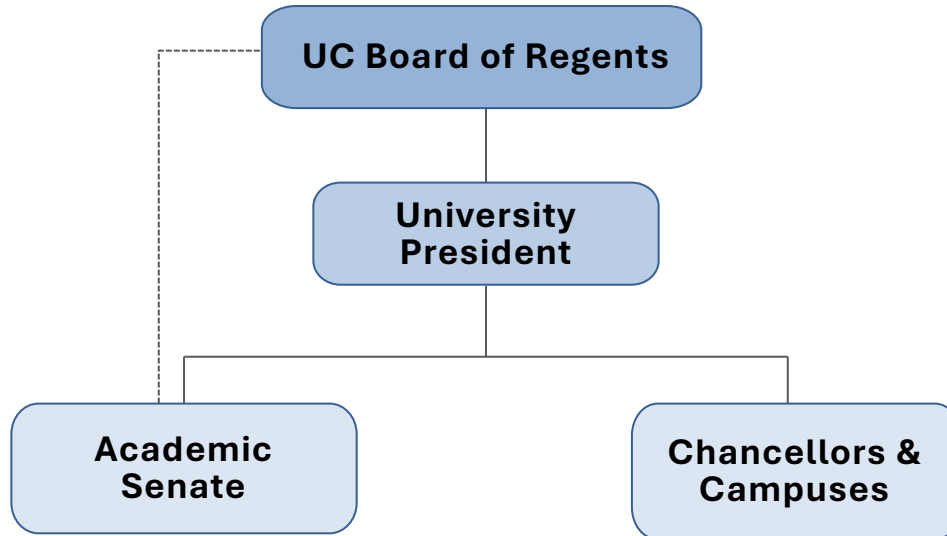 UC Board of Regents
University
President
Academic
Senate
Chancellors &
Campuses